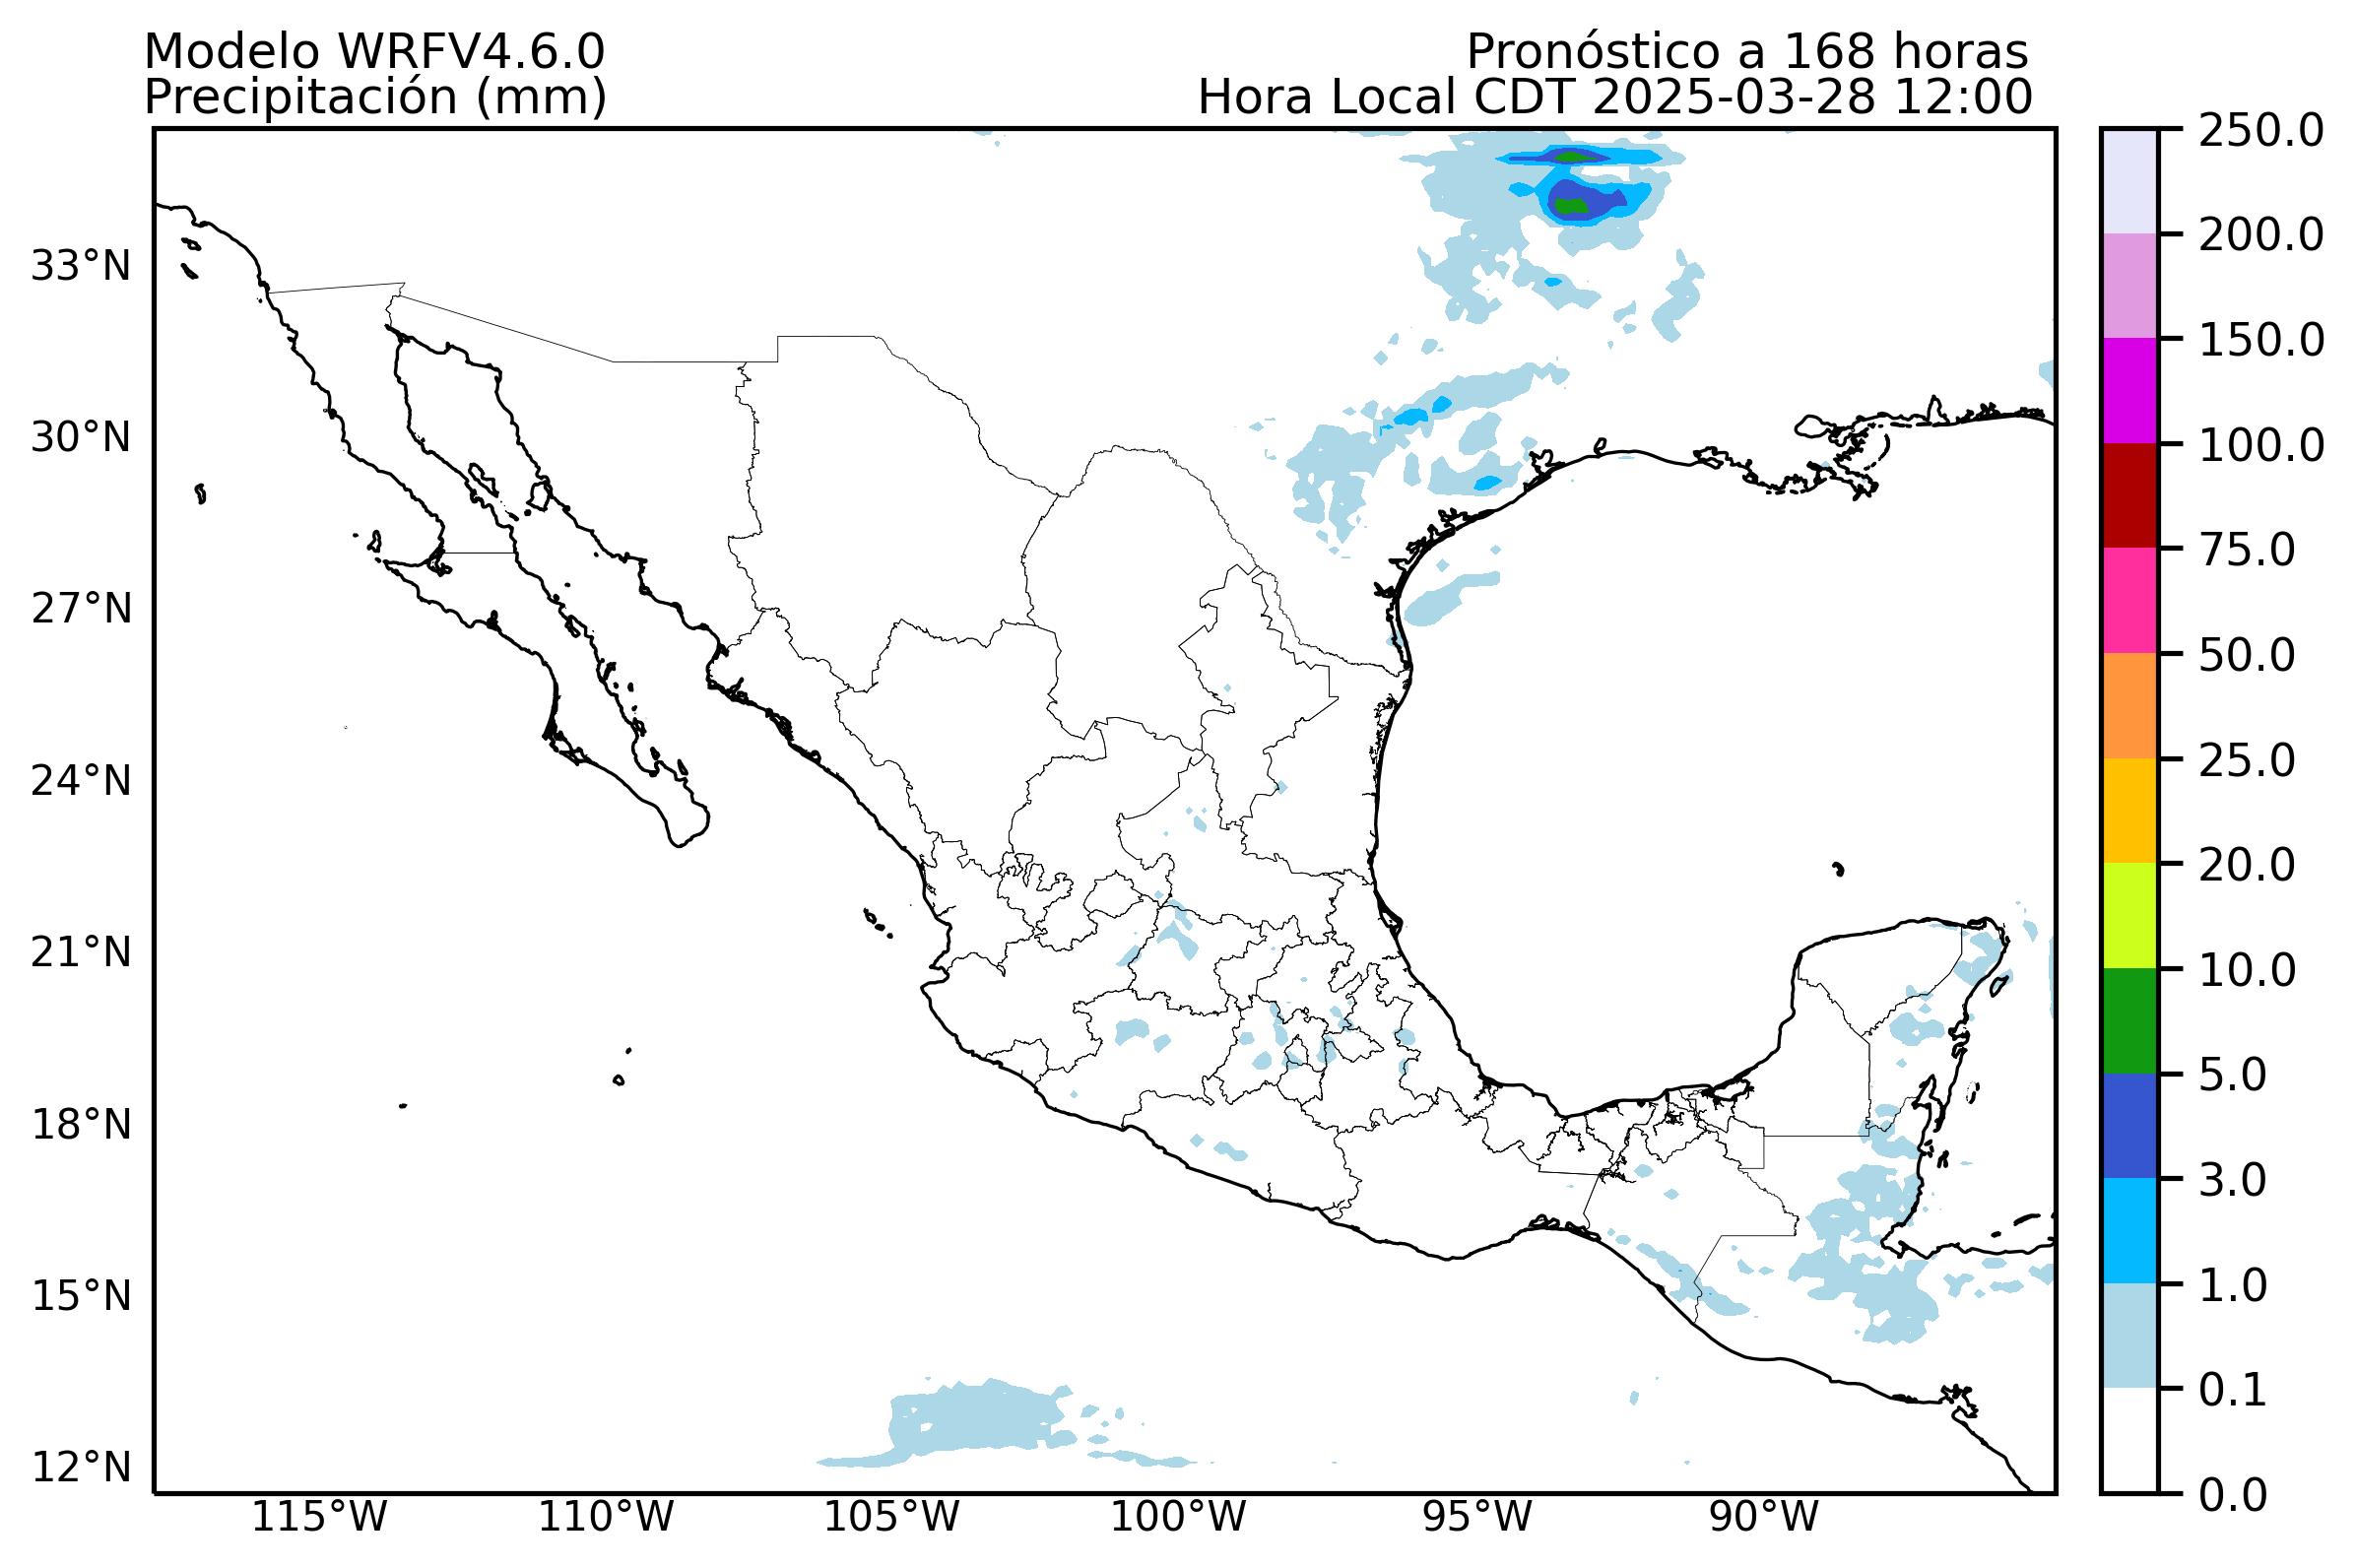 Modelo WRFV4.6.0
Pronóstico a 168 horas
Precipitación (mm)
Hora Local CDT 2025-03-28 12:00
33°N
30°N
27°N
24°N
21°N
18°N
15°N
12°N
115°W
110°W
105°W
100°W
95°W
90°W
250.0
200.0
150.0
100.0
75.0
50.0
25.0
20.0
10.0
5.0
3.0
1.0
0.1
0.0